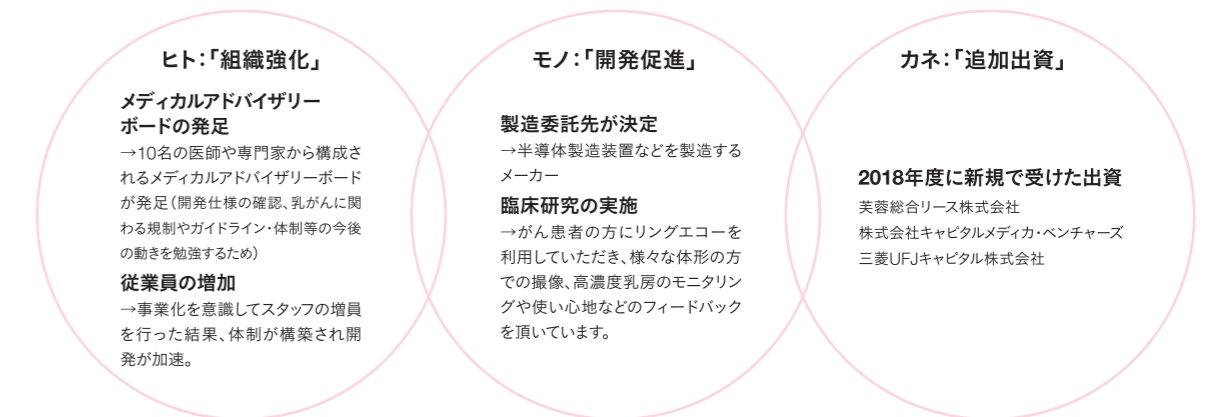 ヒト:「組織強化」
メディカルアドバイザリー
ボードの発足
→10名の医師や専門家から構成さ
れるメディカルアドバイザリーボード
が発足(開発仕様の確認、乳がんに関
わる規制やガイドライン・体制等の今後
の動きを勉強するため)
従業員の増加
→事業化を意識してスタッフの増員
を行った結果、体制が構築され開
発が加速。
モノ:「開発促進」
製造委託先が決定
→半導体製造装置などを製造する
メーカー
臨床研究の実施
→がん患者の方にリングエコーを
利用していただき、様々な体形の方
での撮像、高濃度乳房のモニタリン
グや使い心地などのフィードバック
を頂いています。
カネ:「追加出資」
2018年度に新規で受けた出資
芙蓉総合リース株式会社
株式会社キャピタルメディカ・ベンチャーズ
三菱UFJキャピタル株式会社